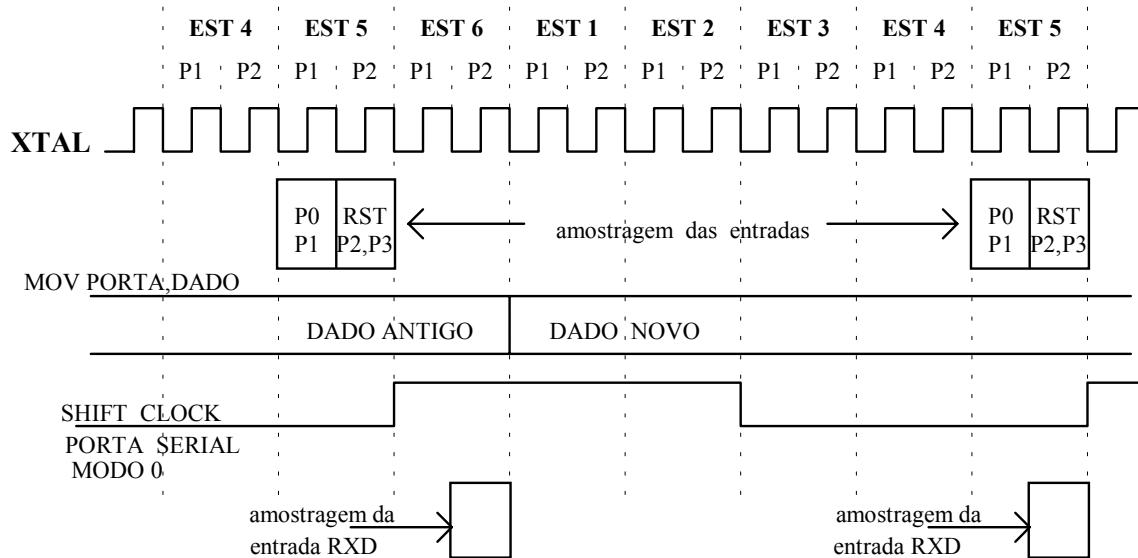 EST 4 EST 5 EST 6 EST 1 EST 2 EST 3 EST 4 EST 5
P1 P2 P1 P2 P1 P2 P1 P2 P1 P2 P1 P2 P1 P2 P1 P2
XTAL
P0 RST P0 RST
amostragem das entradas
P1 P2,P3 P1 P2,P3
MOV PORTA,DADO
DADO ANTIGO DADO NOVO
SHIFT CLOCK
PORTA SERIAL
MODO 0
amostragem da amostragem da
entrada RXD entrada RXD